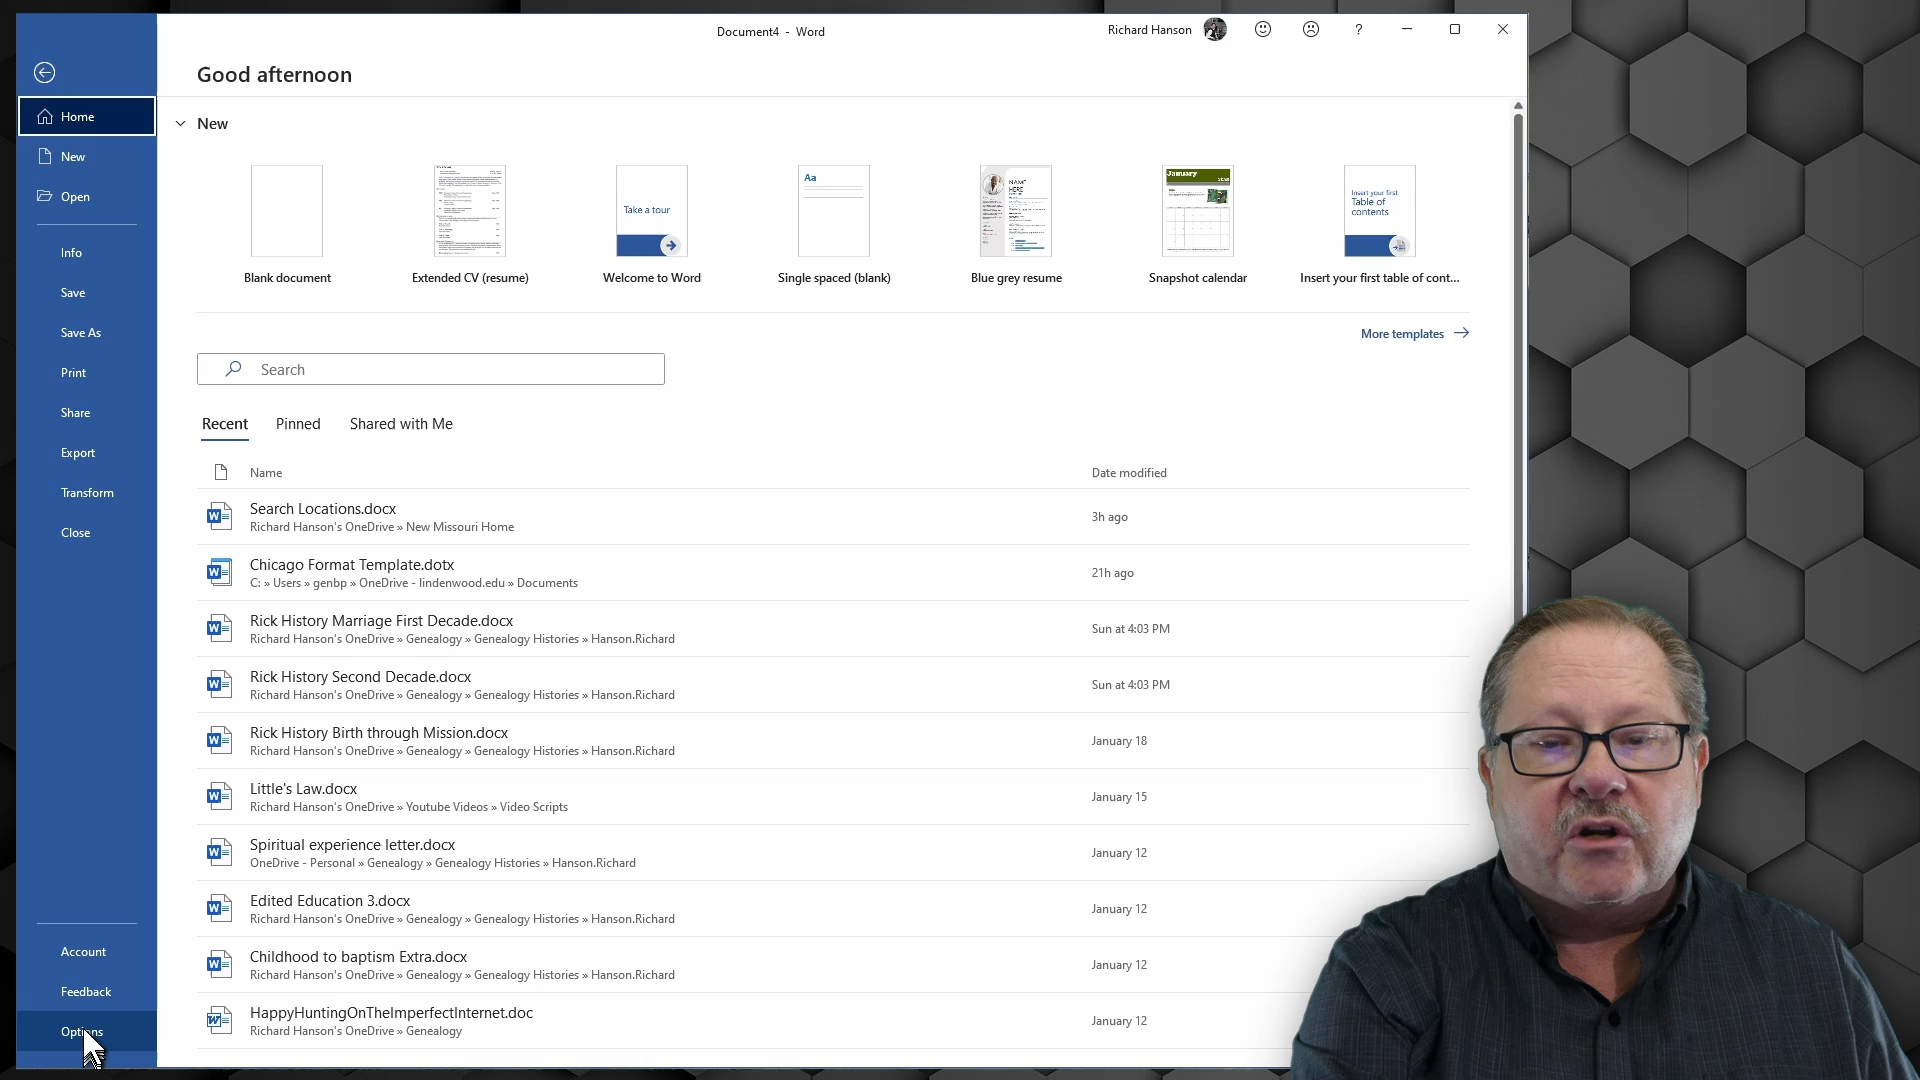 Document4 - Word
Richard Hanson
?
Good afternoon
Home
New
Open
Info
Save
Save As
Print
Share
Export
Transform
Close
Account
Feedback
Options
New
Take a tour
Aa
NAME
HERE
January
YEAR
Insert your first
Table of
contents
Blank document
Extended CV (resume)
Welcome to Word
Single spaced (blank)
Blue grey resume
Snapshot calendar
Insert your first table of cont...
More templates
Search
Recent
Pinned
Shared with Me
Name
Date modified
Search Locations.docx
Richard Hanson's OneDrive » New Missouri Home
3h ago
Chicago Format Template.dotx
C: » Users » genbp » OneDrive - lindenwood.edu » Documents
21h ago
Rick History Marriage First Decade.docx
Richard Hanson's OneDrive » Genealogy » Genealogy Histories » Hanson.Richard
Sun at 4:03 PM
Rick History Second Decade.docx
Richard Hanson's OneDrive » Genealogy » Genealogy Histories » Hanson.Richard
Sun at 4:03 PM
Rick History Birth through Mission.docx
Richard Hanson's OneDrive » Genealogy » Genealogy Histories » Hanson.Richard
January 18
Little's Law.docx
Richard Hanson's OneDrive » Youtube Videos » Video Scripts
January 15
Spiritual experience letter.docx
OneDrive - Personal » Genealogy » Genealogy Histories » Hanson.Richard
January 12
Edited Education 3.docx
Richard Hanson's OneDrive » Genealogy » Genealogy Histories » Hanson.Richard
January 12
Childhood to baptism Extra.docx
Richard Hanson's OneDrive » Genealogy » Genealogy Histories » Hanson.Richard
January 12
HappyHuntingOnTheImperfectInternet.doc
Richard Hanson's OneDrive » Genealogy
January 12